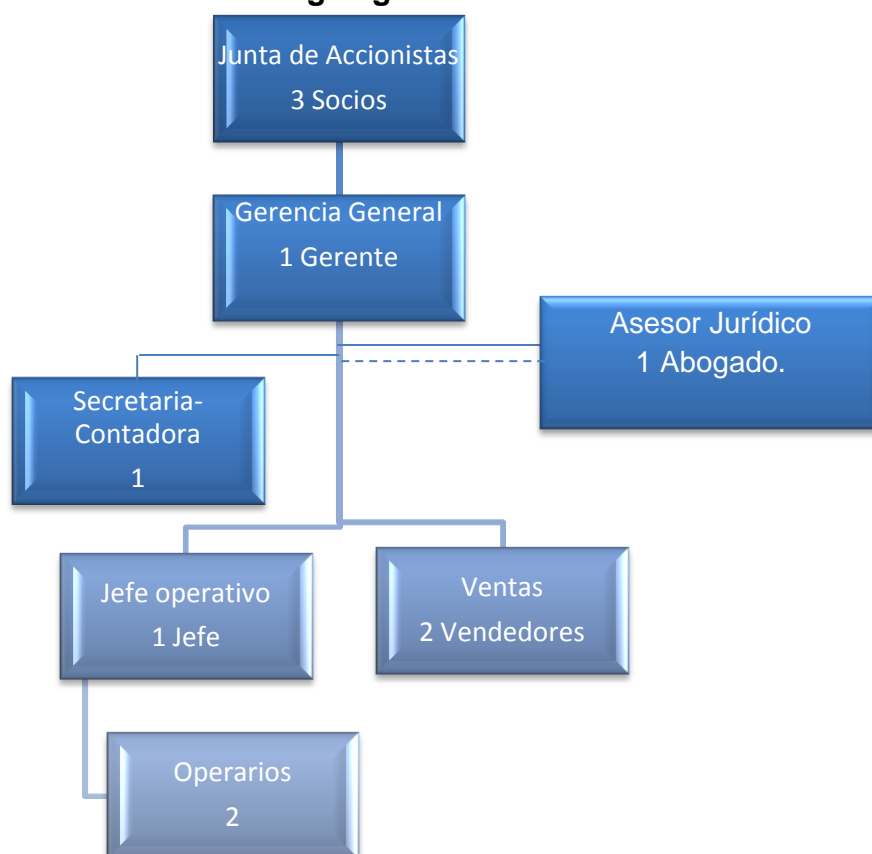 Junta de Accionistas
3 Socios
Gerencia General
1 Gerente
Asesor Jurídico
1 Abogado.
Secretaria-
Contadora
1
Jefe operativo
1 Jefe
Ventas
2 Vendedores
Operarios
2